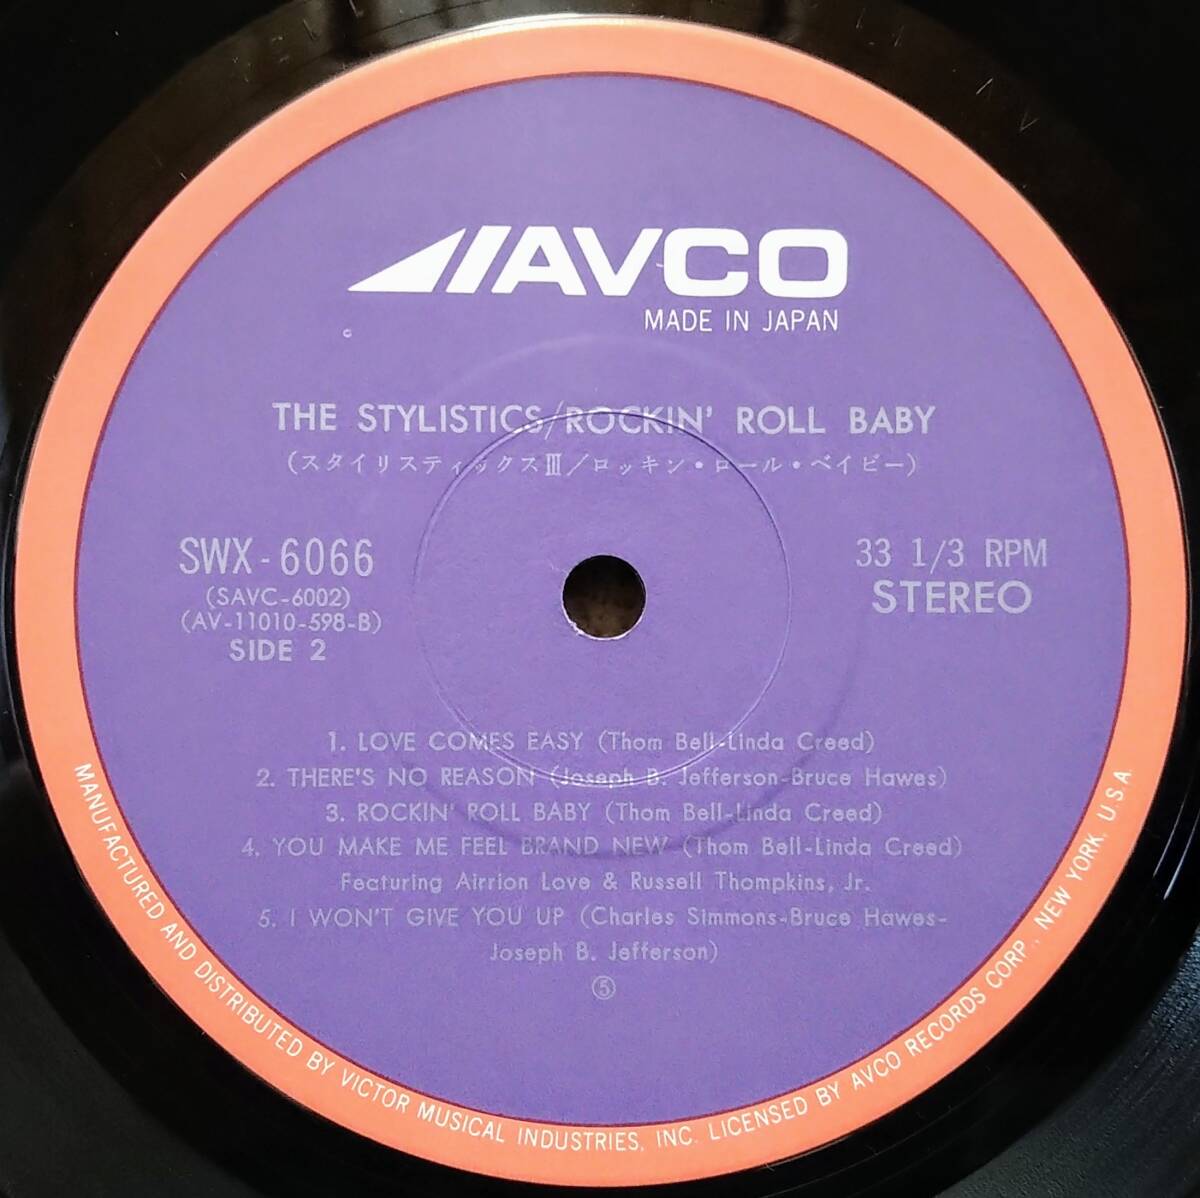 AVCO
MADE IN JAPAN
THE STYLISTICS/ROCKIN' ROLL BABY
(スタイリスティックスⅢ/ロッキン・ロール・ベイビー)
SWX-6066
(SAVC-6002)
(AV-11010-598-B)
SIDE 2
33 1/3 RPM
STEREO
1. LOVE COMES EASY (Thom Bell-Linda Creed)
2. THERE'S NO REASON (Joseph B. Jefferson-Bruce Hawes)
3. ROCKIN' ROLL BABY (Thom Bell-Linda Creed)
4. YOU MAKE ME FEEL BRAND NEW (Thom Bell-Linda Creed)
Featuring Airrion Love & Russell Thompkins, Jr.
5. I WON'T GIVE YOU UP (Charles Simmons-Bruce Hawes-
Joseph B. Jefferson)
⑤
MANUFACTURED AND DISTRIBUTED BY VICTOR MUSICAL INDUSTRIES, INC. LICENSED BY AVCO RECORDS CORP., NEW YORK, U.S.A.